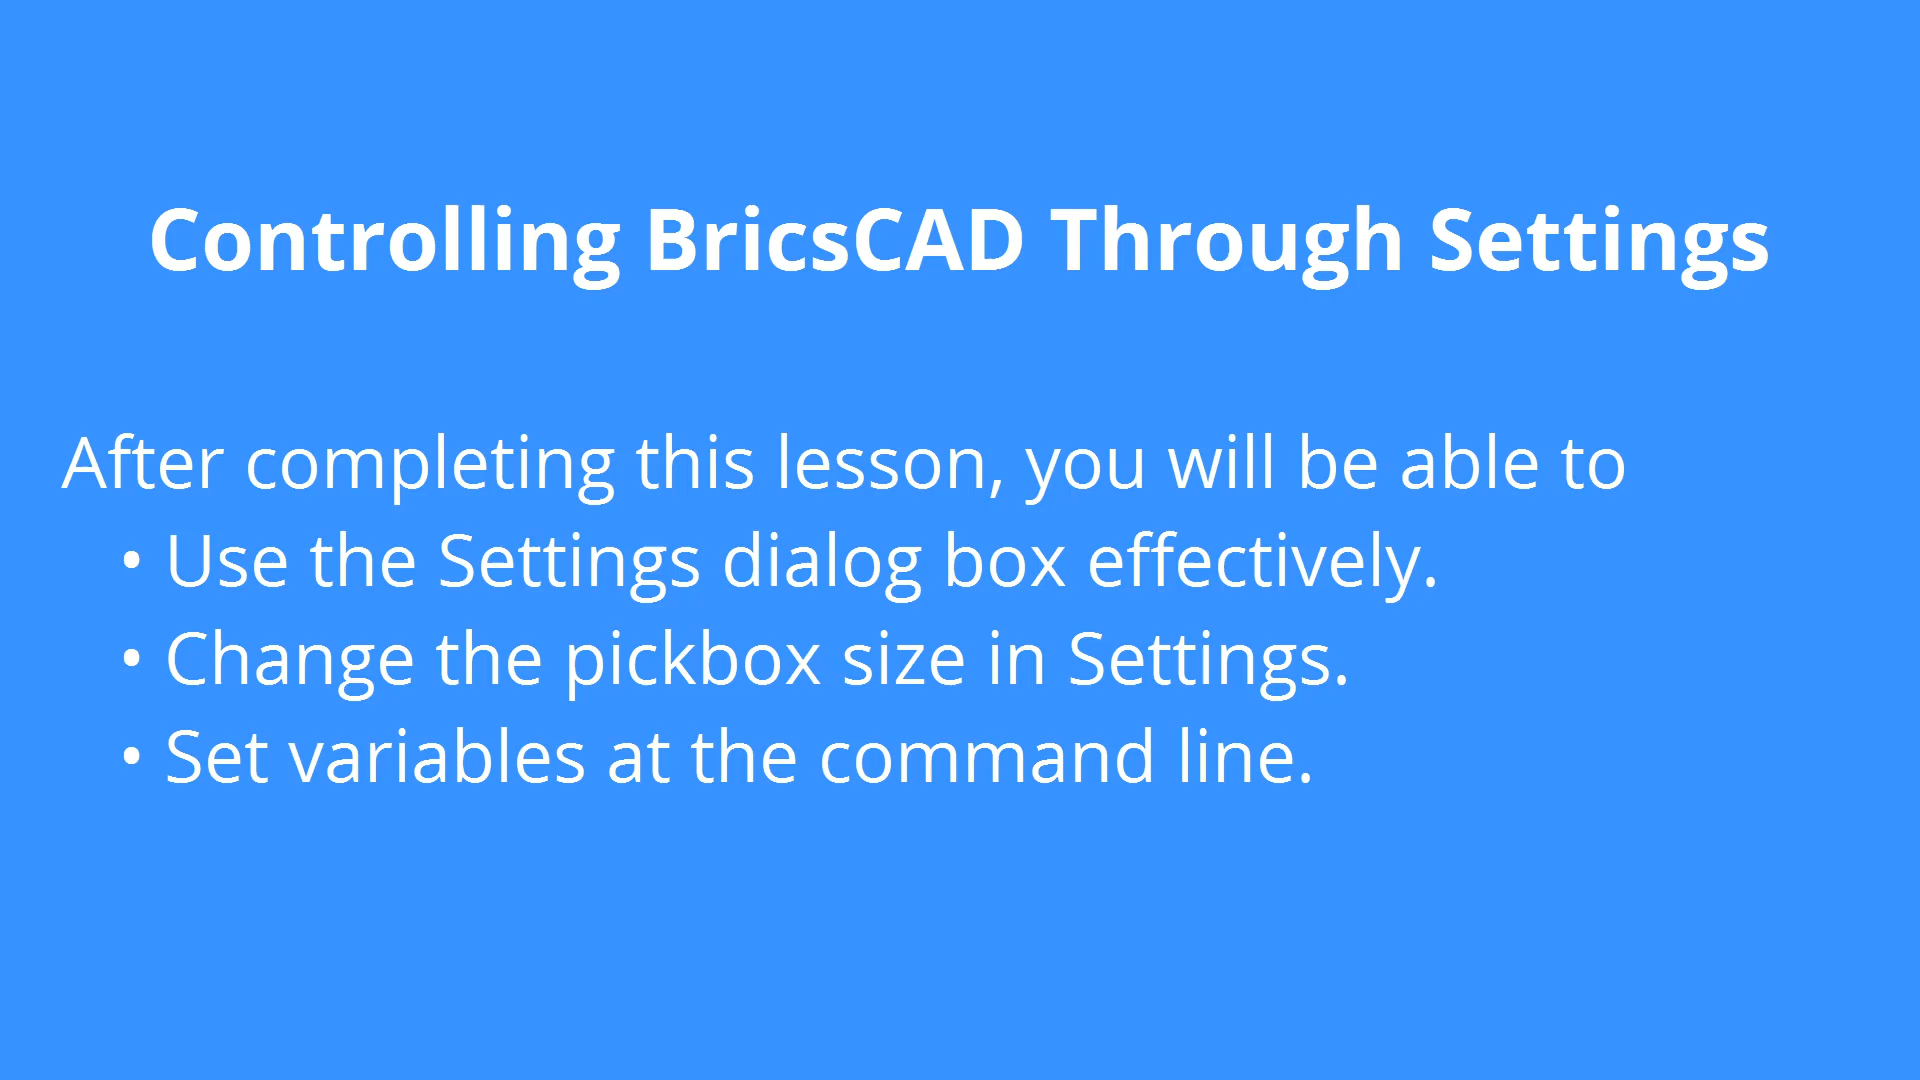 Controlling BricsCAD Through Settings
After completing this lesson, you will be able to
• Use the Settings dialog box effectively.
• Change the pickbox size in Settings.
• Set variables at the command line.